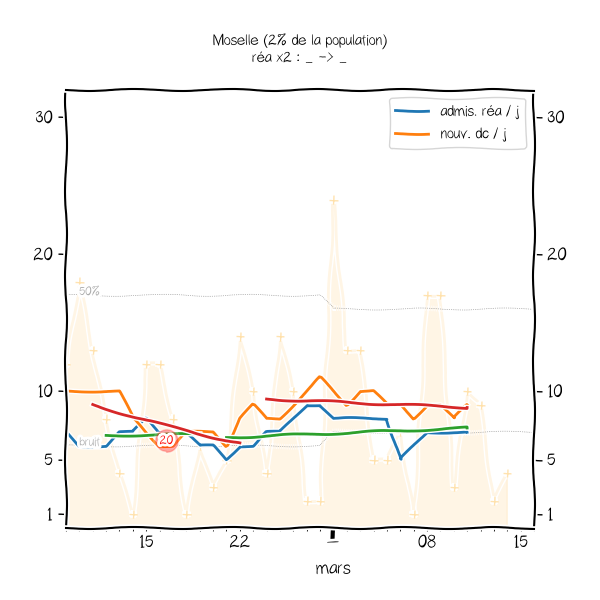 Moselle (2% de la population)
réa x2 : _ -> _
admis. réa / j
nouv. dc / j
30
30
20
20
50%
10
10
bruit
20
5
5
1
1
15
22
1
08
15
mars